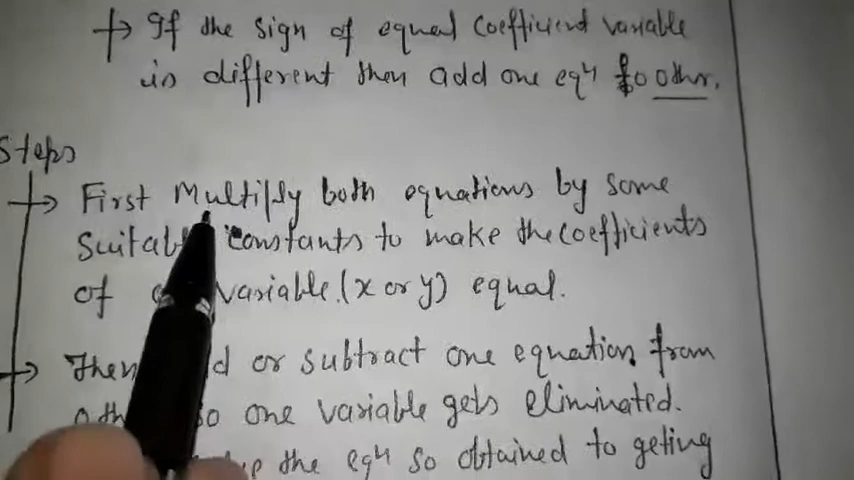 If the sign of equal coefficient variable
is different then add one eqn to other.
Steps
First Multiply both equations by some
constants to make the coefficients
of variable (x or y) equal.
Then or subtract one equation from
so one variable gets eliminated.
the eqn so obtained to geting